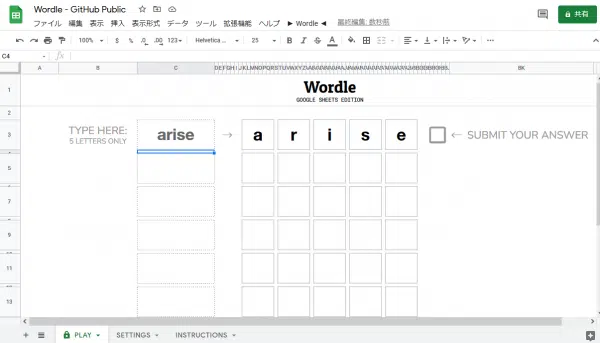 Wordle - GitHub Public
ファイル 編集 表示 挿入 表示形式 データ ツール 拡張機能 ヘルプ ► Wordle ◄ 最終編集: 数秒前
共有
100% $ % .0 .00 123 Helvetica ... 25 B I S A
C4 fx
A B C BK
1
Wordle
GOOGLE SHEETS EDITION
2
3 TYPE HERE: arise → a r i s e ← SUBMIT YOUR ANSWER
5 LETTERS ONLY
5
7
9
11
13
+ PLAY SETTINGS INSTRUCTIONS